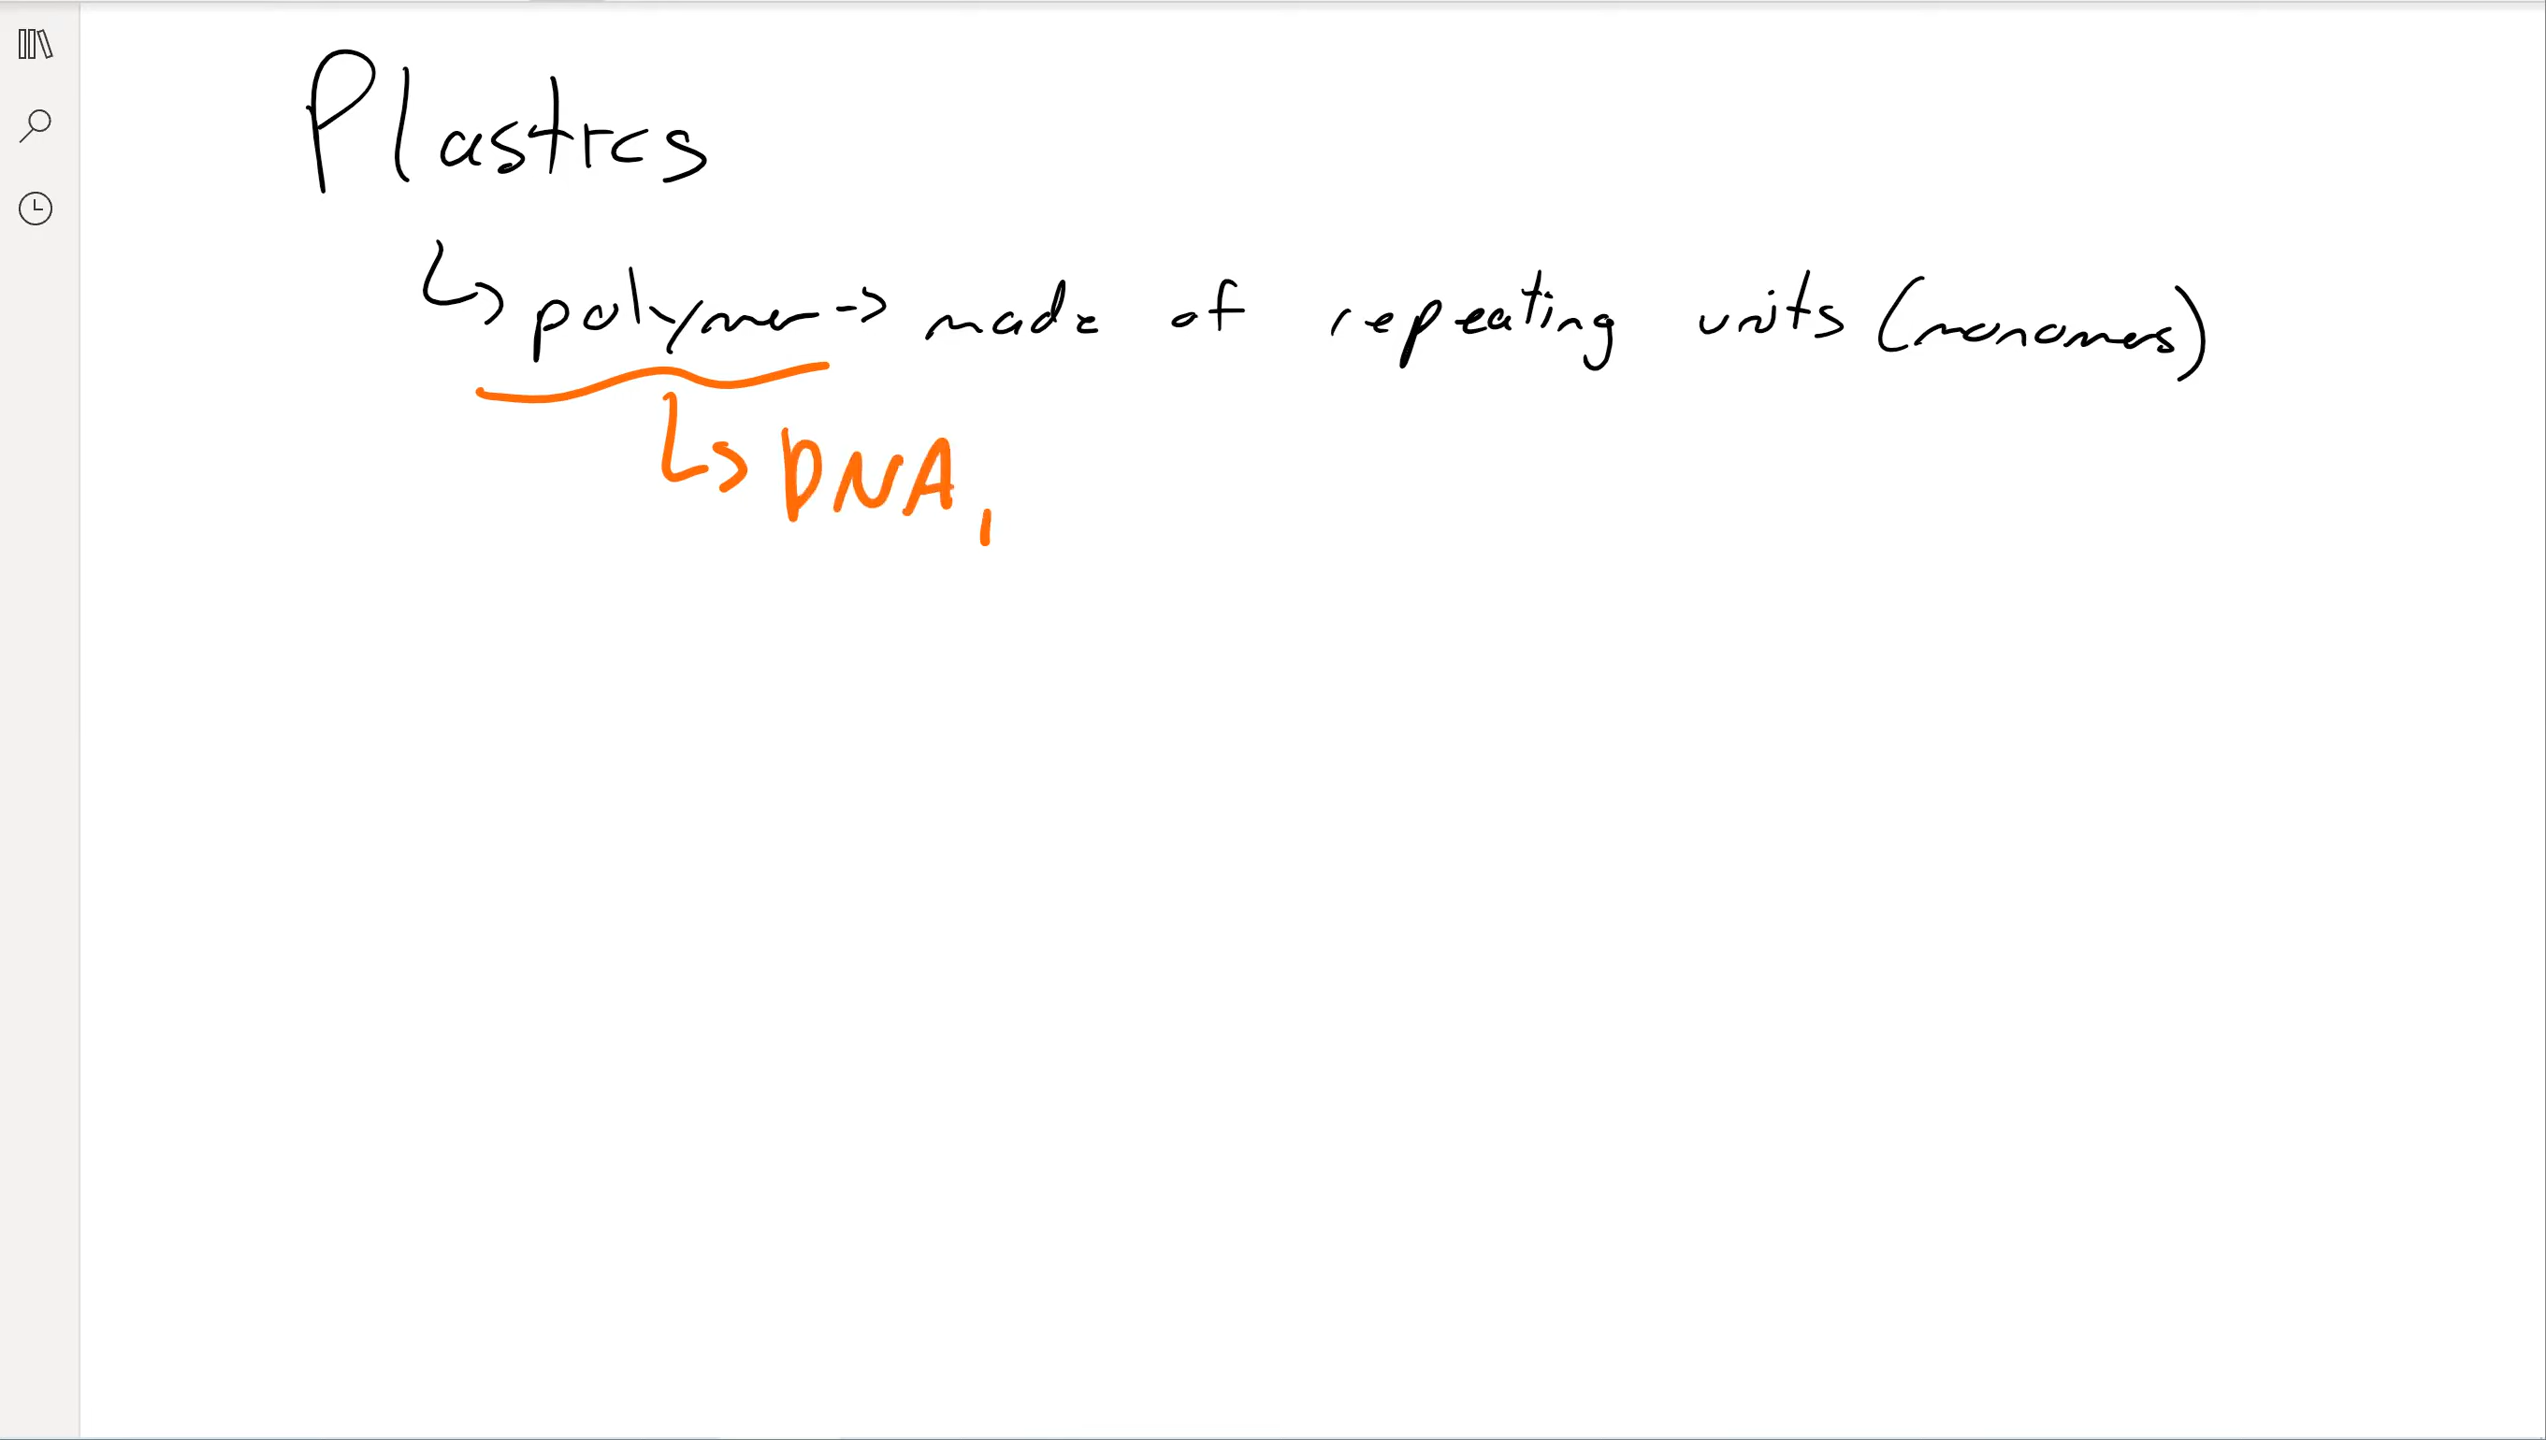 Plastics
↳ polymer -> made of repeating units (monomers)
↳ DNA,